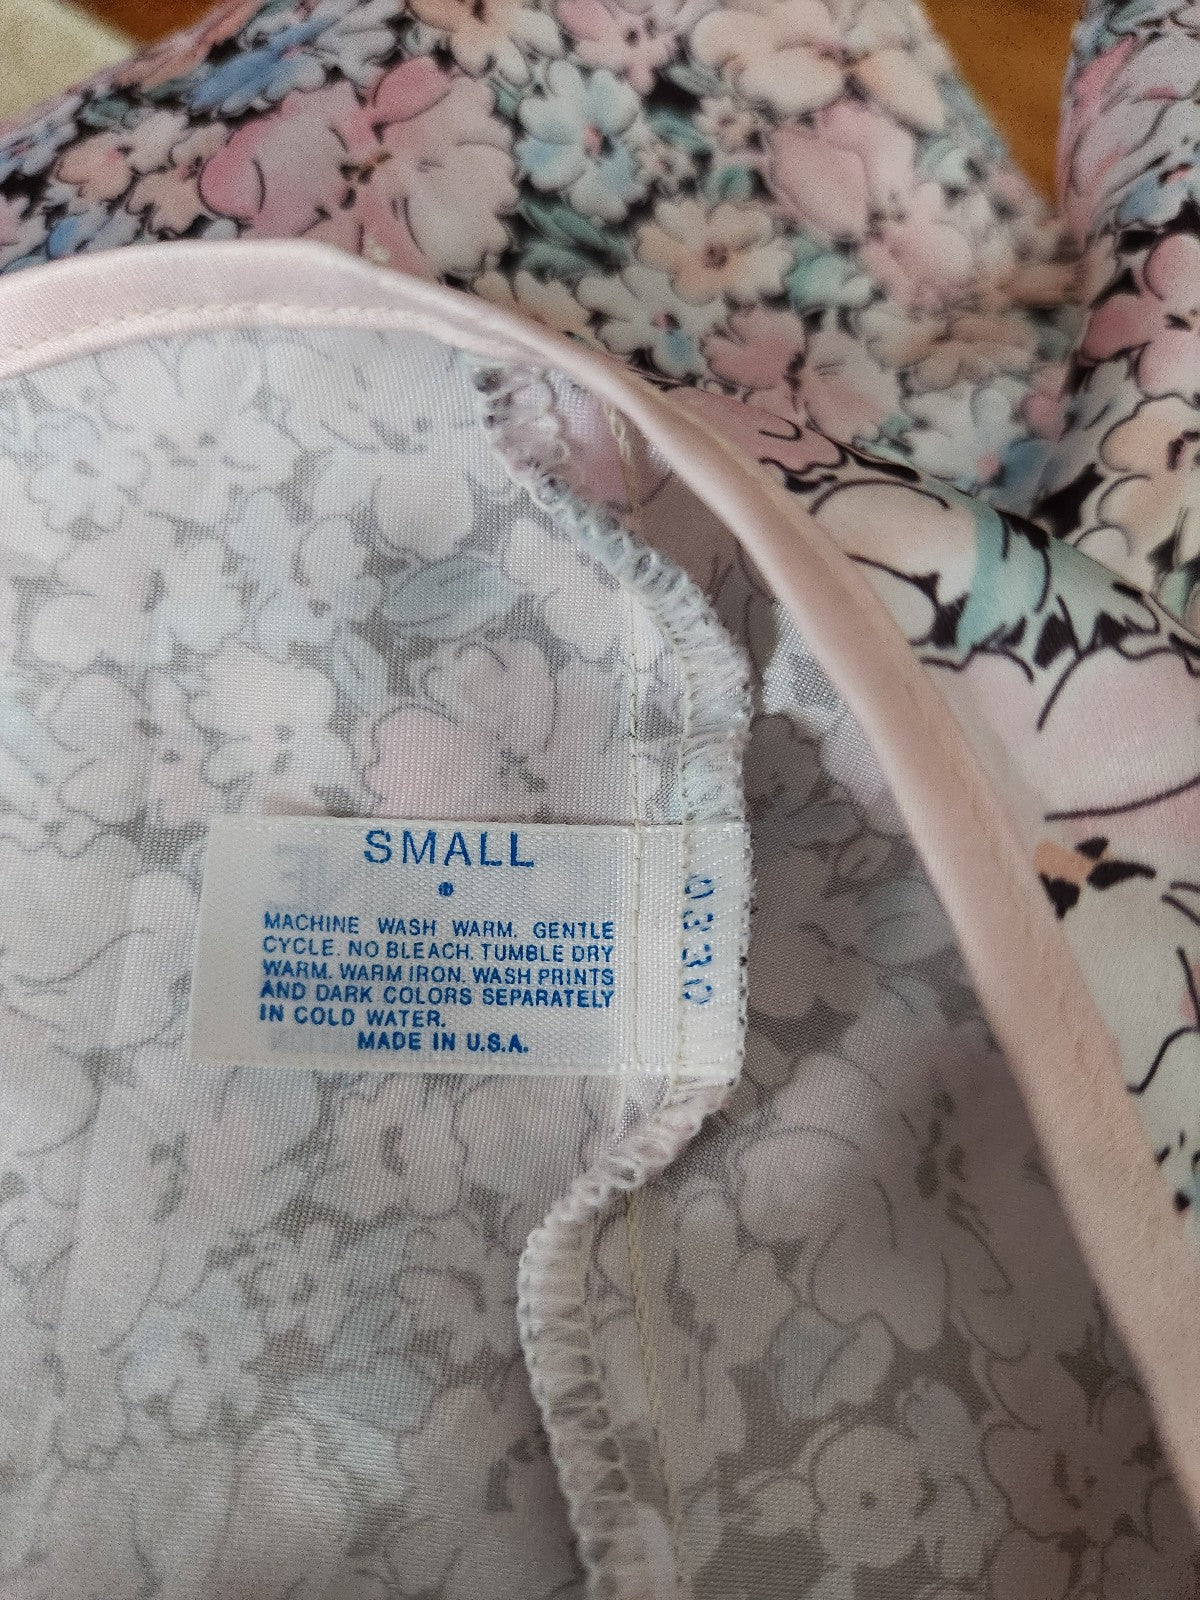 SMALL
MACHINE WASH WARM. GENTLE
CYCLE. NO BLEACH. TUMBLE DRY
WARM. WARM IRON. WASH PRINTS
AND DARK COLORS SEPARATELY
IN COLD WATER.
MADE IN U.S.A.